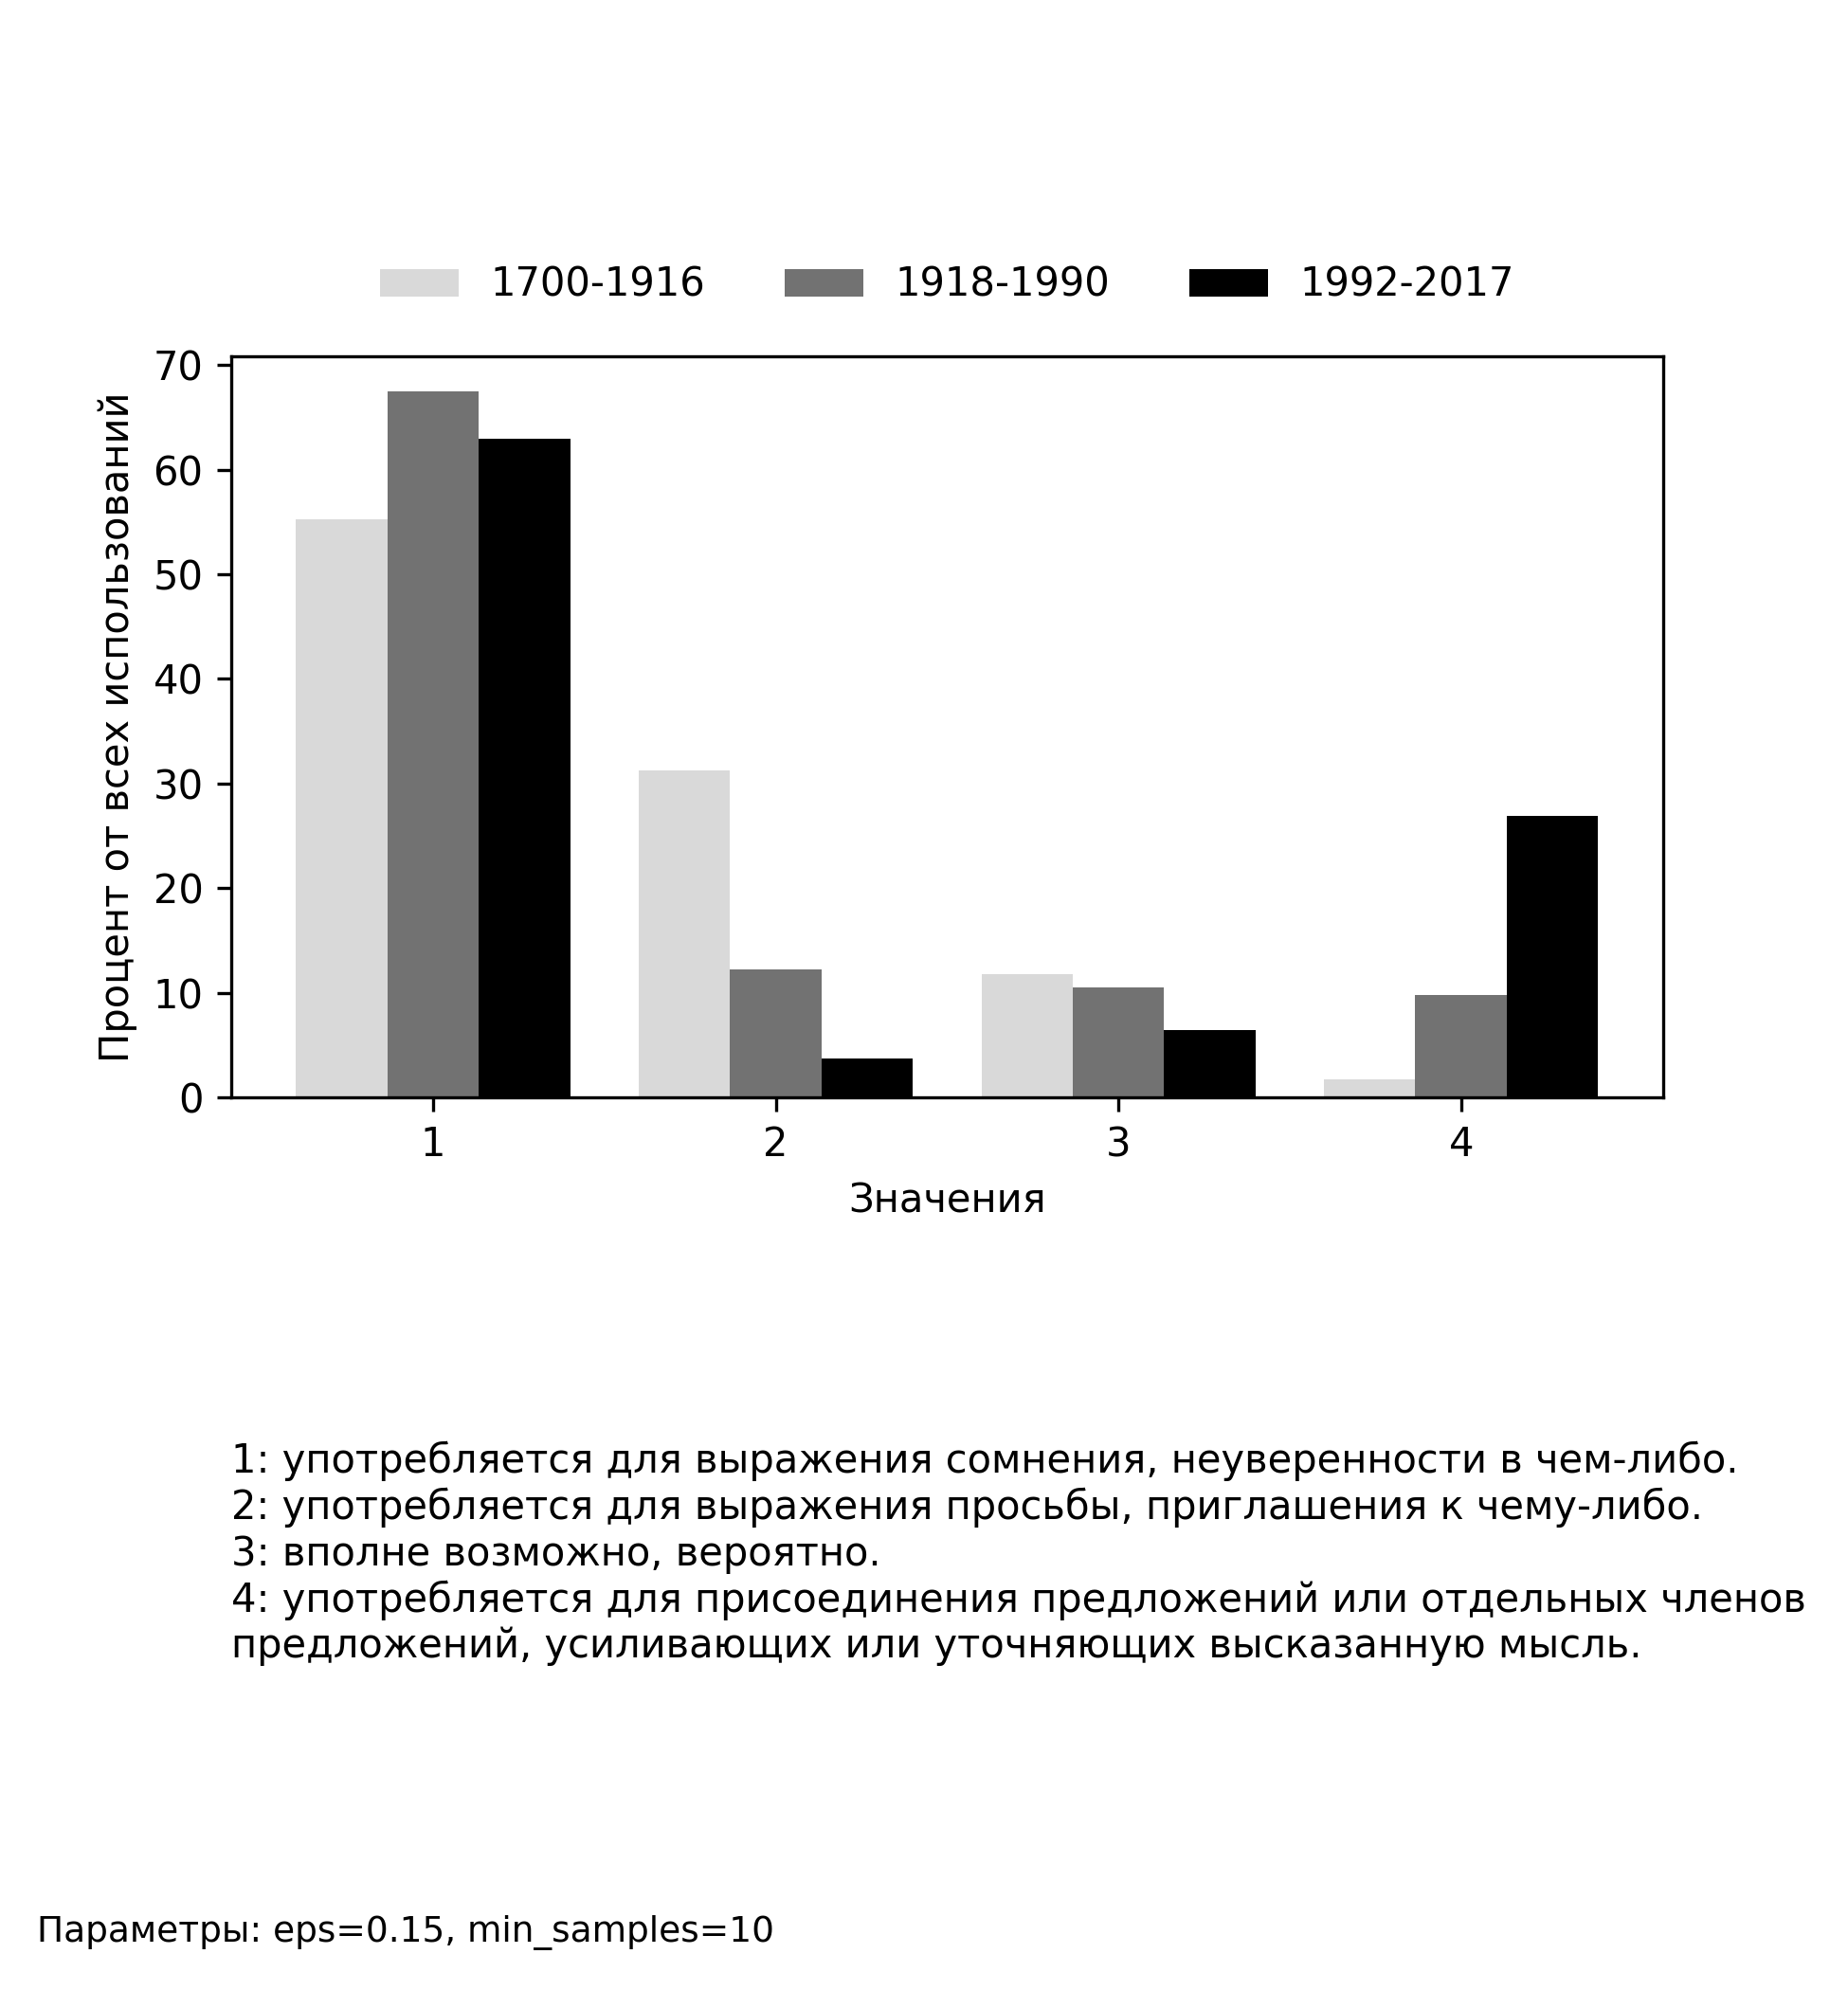 1700-1916 1918-1990 1992-2017
Процент от всех использований
70
60
50
40
30
20
10
0
1 2 3 4
Значения
1: употребляется для выражения сомнения, неуверенности в чем-либо.
2: употребляется для выражения просьбы, приглашения к чему-либо.
3: вполне возможно, вероятно.
4: употребляется для присоединения предложений или отдельных членов
предложений, усиливающих или уточняющих высказанную мысль.
Параметры: eps=0.15, min_samples=10